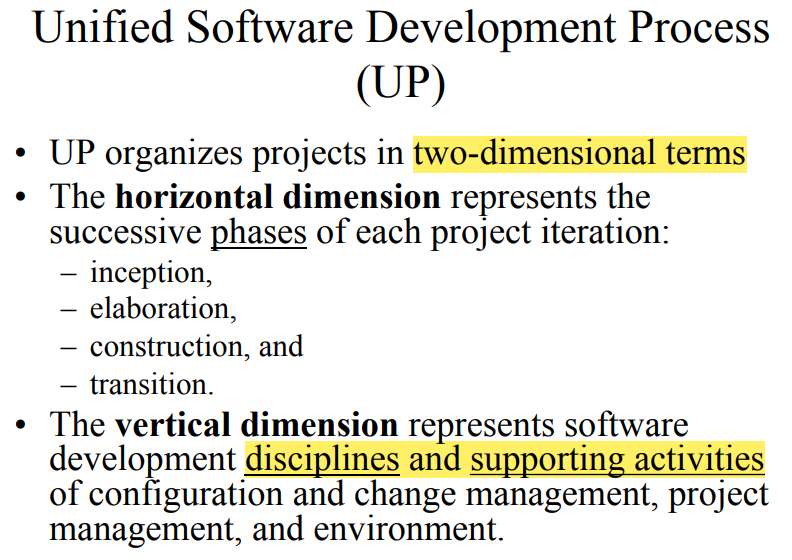 Unified Software Development Process
(UP)
• UP organizes projects in two-dimensional terms
• The horizontal dimension represents the
successive phases of each project iteration:
– inception,
– elaboration,
– construction, and
– transition.
• The vertical dimension represents software
development disciplines and supporting activities
of configuration and change management, project
management, and environment.